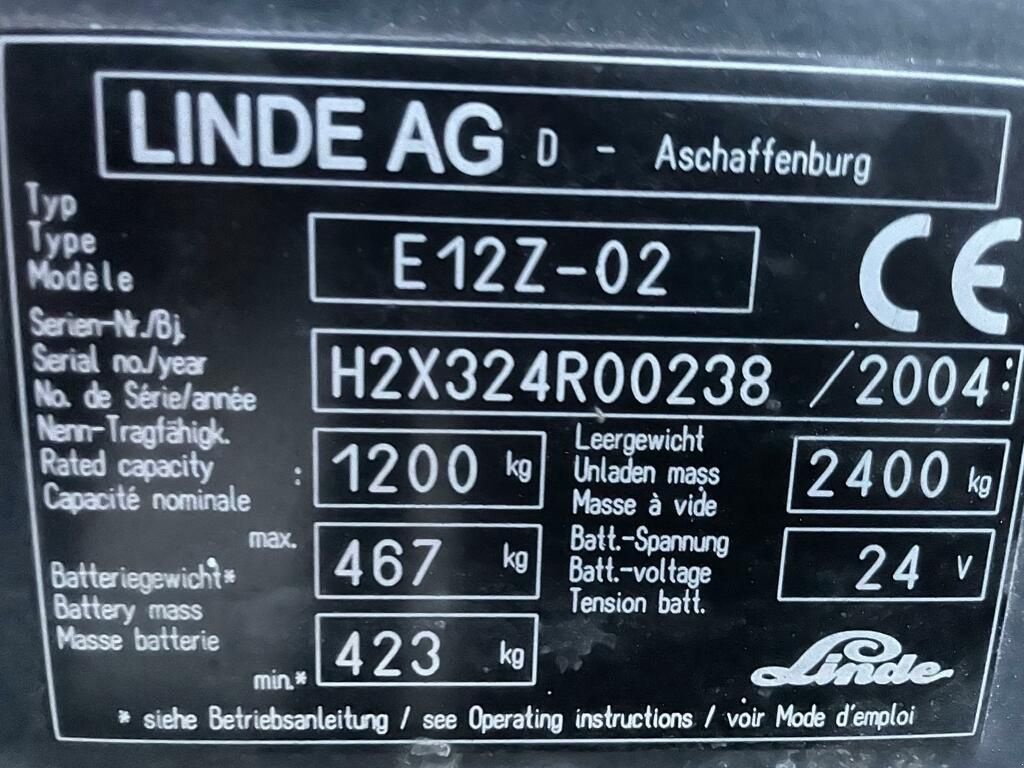 LINDE AG D - Aschaffenburg
Typ
Type
Modèle
E12Z-02
CE
Serien-Nr./Bj.
Serial no./year
No. de Série/année
H2X324R00238 /2004:
Nenn-Tragfähigk.
Rated capacity :
Capacité nominale
1200 kg
Leergewicht
Unladen mass
Masse à vide
2400 kg
max.
467 kg
Batteriegewicht*
Battery mass
Masse batterie
min.*
423 kg
Batt.-Spannung
Batt.-voltage
Tension batt.
24 V
Linde
* siehe Betriebsanleitung / see Operating instructions / voir Mode d'emploi